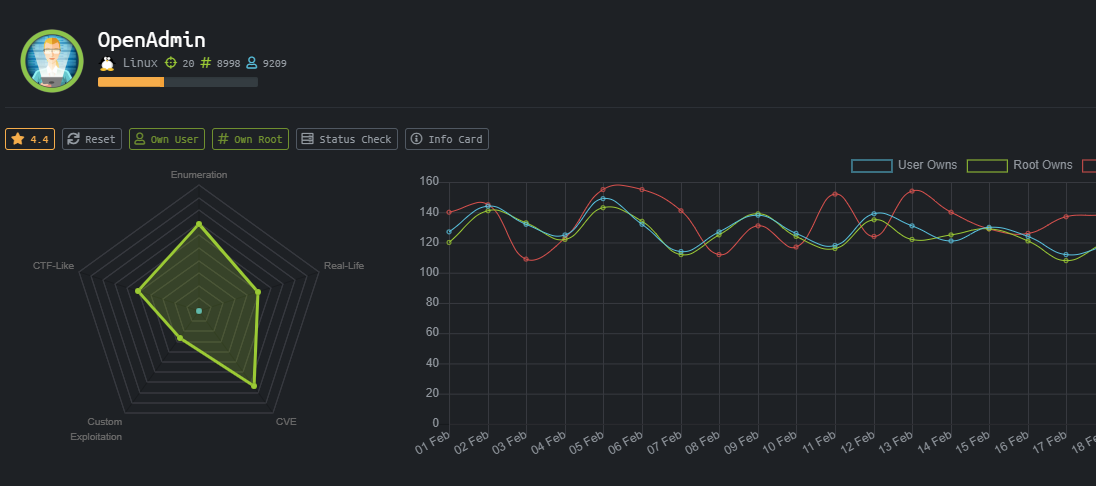 OpenAdmin
Linux 20 # 8998 9209
4.4 Reset Own User # Own Root Status Check Info Card
User Owns Root Owns
Enumeration
CTF-Like
Real-Life
Custom
Exploitation
CVE
160
140
120
100
80
60
40
20
0
01 Feb 02 Feb 03 Feb 04 Feb 05 Feb 06 Feb 07 Feb 08 Feb 09 Feb 10 Feb 11 Feb 12 Feb 13 Feb 14 Feb 15 Feb 16 Feb 17 Feb 18 Feb